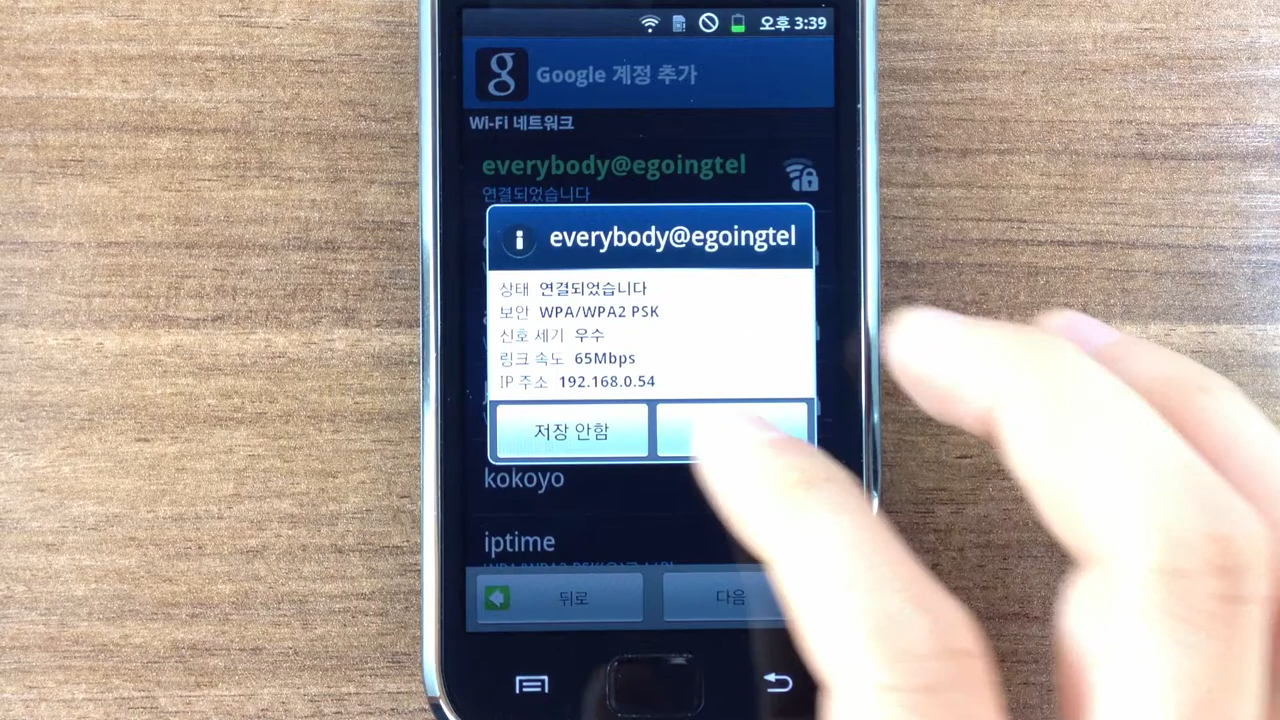 오후 3:39
Google 계정 추가
Wi-Fi 네트워크
everybody@egoingtel
연결되었습니다
everybody@egoingtel
상태 연결되었습니다
보안 WPA/WPA2 PSK
신호 세기 우수
링크 속도 65Mbps
IP 주소 192.168.0.54
저장 안함
kokoyo
iptime
뒤로
다음